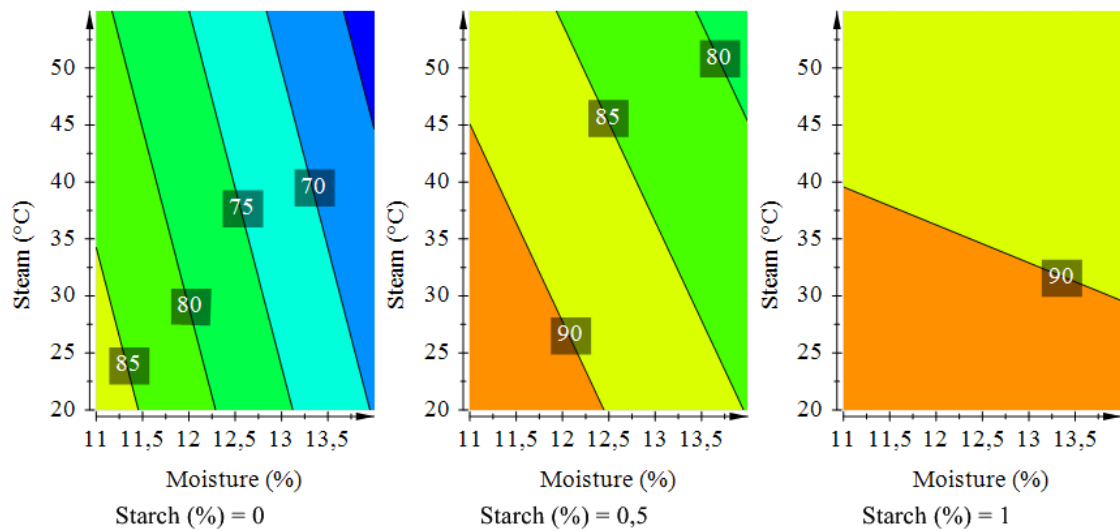 50
45
40
35
30
25
20
Steam (°C)
85
80
75
70
11 11,5 12 12,5 13 13,5
Moisture (%)
Starch (%) = 0
50
45
40
35
30
25
20
Steam (°C)
90
85
80
11 11,5 12 12,5 13 13,5
Moisture (%)
Starch (%) = 0,5
50
45
40
35
30
25
20
Steam (°C)
90
11 11,5 12 12,5 13 13,5
Moisture (%)
Starch (%) = 1